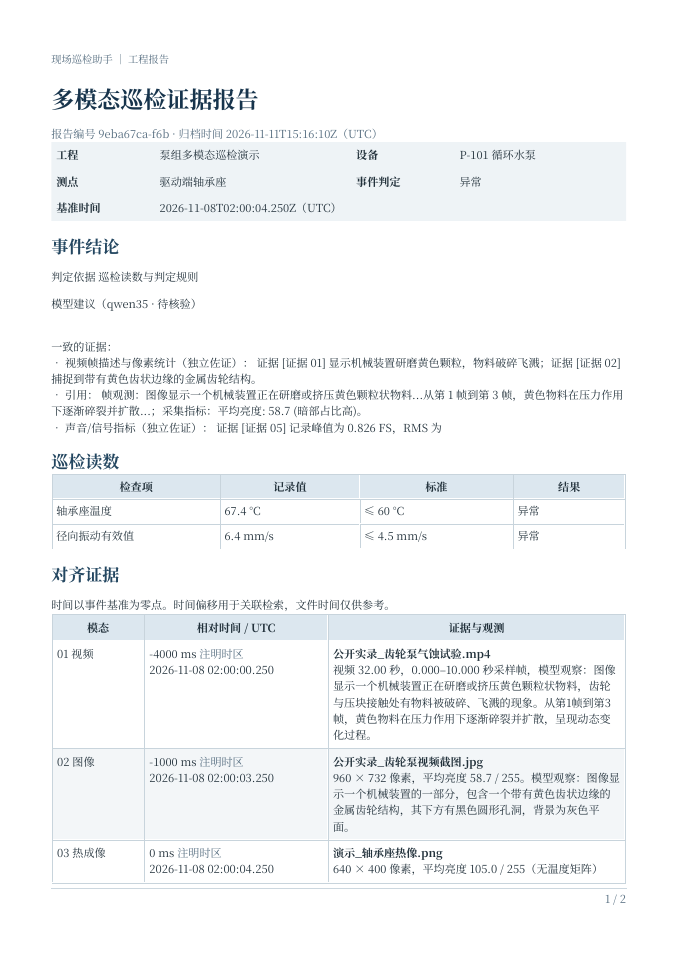 现场巡检助手 ｜ 工程报告
多模态巡检证据报告
报告编号 9eba67ca-f6b · 归档时间 2026-11-11T15:16:10Z（UTC）
工程 泵组多模态巡检演示 设备 P-101 循环水泵
测点 驱动端轴承座 事件判定 异常
基准时间 2026-11-08T02:00:04.250Z（UTC）
事件结论
判定依据 巡检读数与判定规则
模型建议（qwen35 · 待核验）
一致的证据：
· 视频帧描述与像素统计（独立佐证）： 证据 [证据 01] 显示机械装置研磨黄色颗粒，物料破碎飞溅；证据 [证据 02]
捕捉到带有黄色齿状边缘的金属齿轮结构。
· 引用： 帧观测：图像显示一个机械装置正在研磨或挤压黄色颗粒状物料...从第 1 帧到第 3 帧，黄色物料在压力作用
下逐渐碎裂并扩散...；采集指标：平均亮度: 58.7 (暗部占比高)。
· 声音/信号指标（独立佐证）： 证据 [证据 05] 记录峰值为 0.826 FS，RMS 为
巡检读数
检查项 记录值 标准 结果
轴承座温度 67.4 °C ≤ 60 °C 异常
径向振动有效值 6.4 mm/s ≤ 4.5 mm/s 异常
对齐证据
时间以事件基准为零点。时间偏移用于关联检索，文件时间仅供参考。
模态 相对时间 / UTC 证据与观测
01 视频 -4000 ms 注明时区 公开实录_齿轮泵气蚀试验.mp4
2026-11-08 02:00:00.250 视频 32.00 秒，0.000–10.000 秒采样帧，模型观察：图像
显示一个机械装置正在研磨或挤压黄色颗粒状物料，齿轮
与压块接触处有物料被破碎、飞溅的现象。从第1帧到第3
帧，黄色物料在压力作用下逐渐碎裂并扩散，呈现动态变
化过程。
02 图像 -1000 ms 注明时区 公开实录_齿轮泵视频截图.jpg
2026-11-08 02:00:03.250 960 × 732 像素，平均亮度 58.7 / 255。模型观察：图像显
示一个机械装置的一部分，包含一个带有黄色齿状边缘的
金属齿轮结构，其下方有黑色圆形孔洞，背景为灰色平
面。
03 热成像 0 ms 注明时区 演示_轴承座热像.png
2026-11-08 02:00:04.250 640 × 400 像素，平均亮度 105.0 / 255（无温度矩阵）
1 / 2